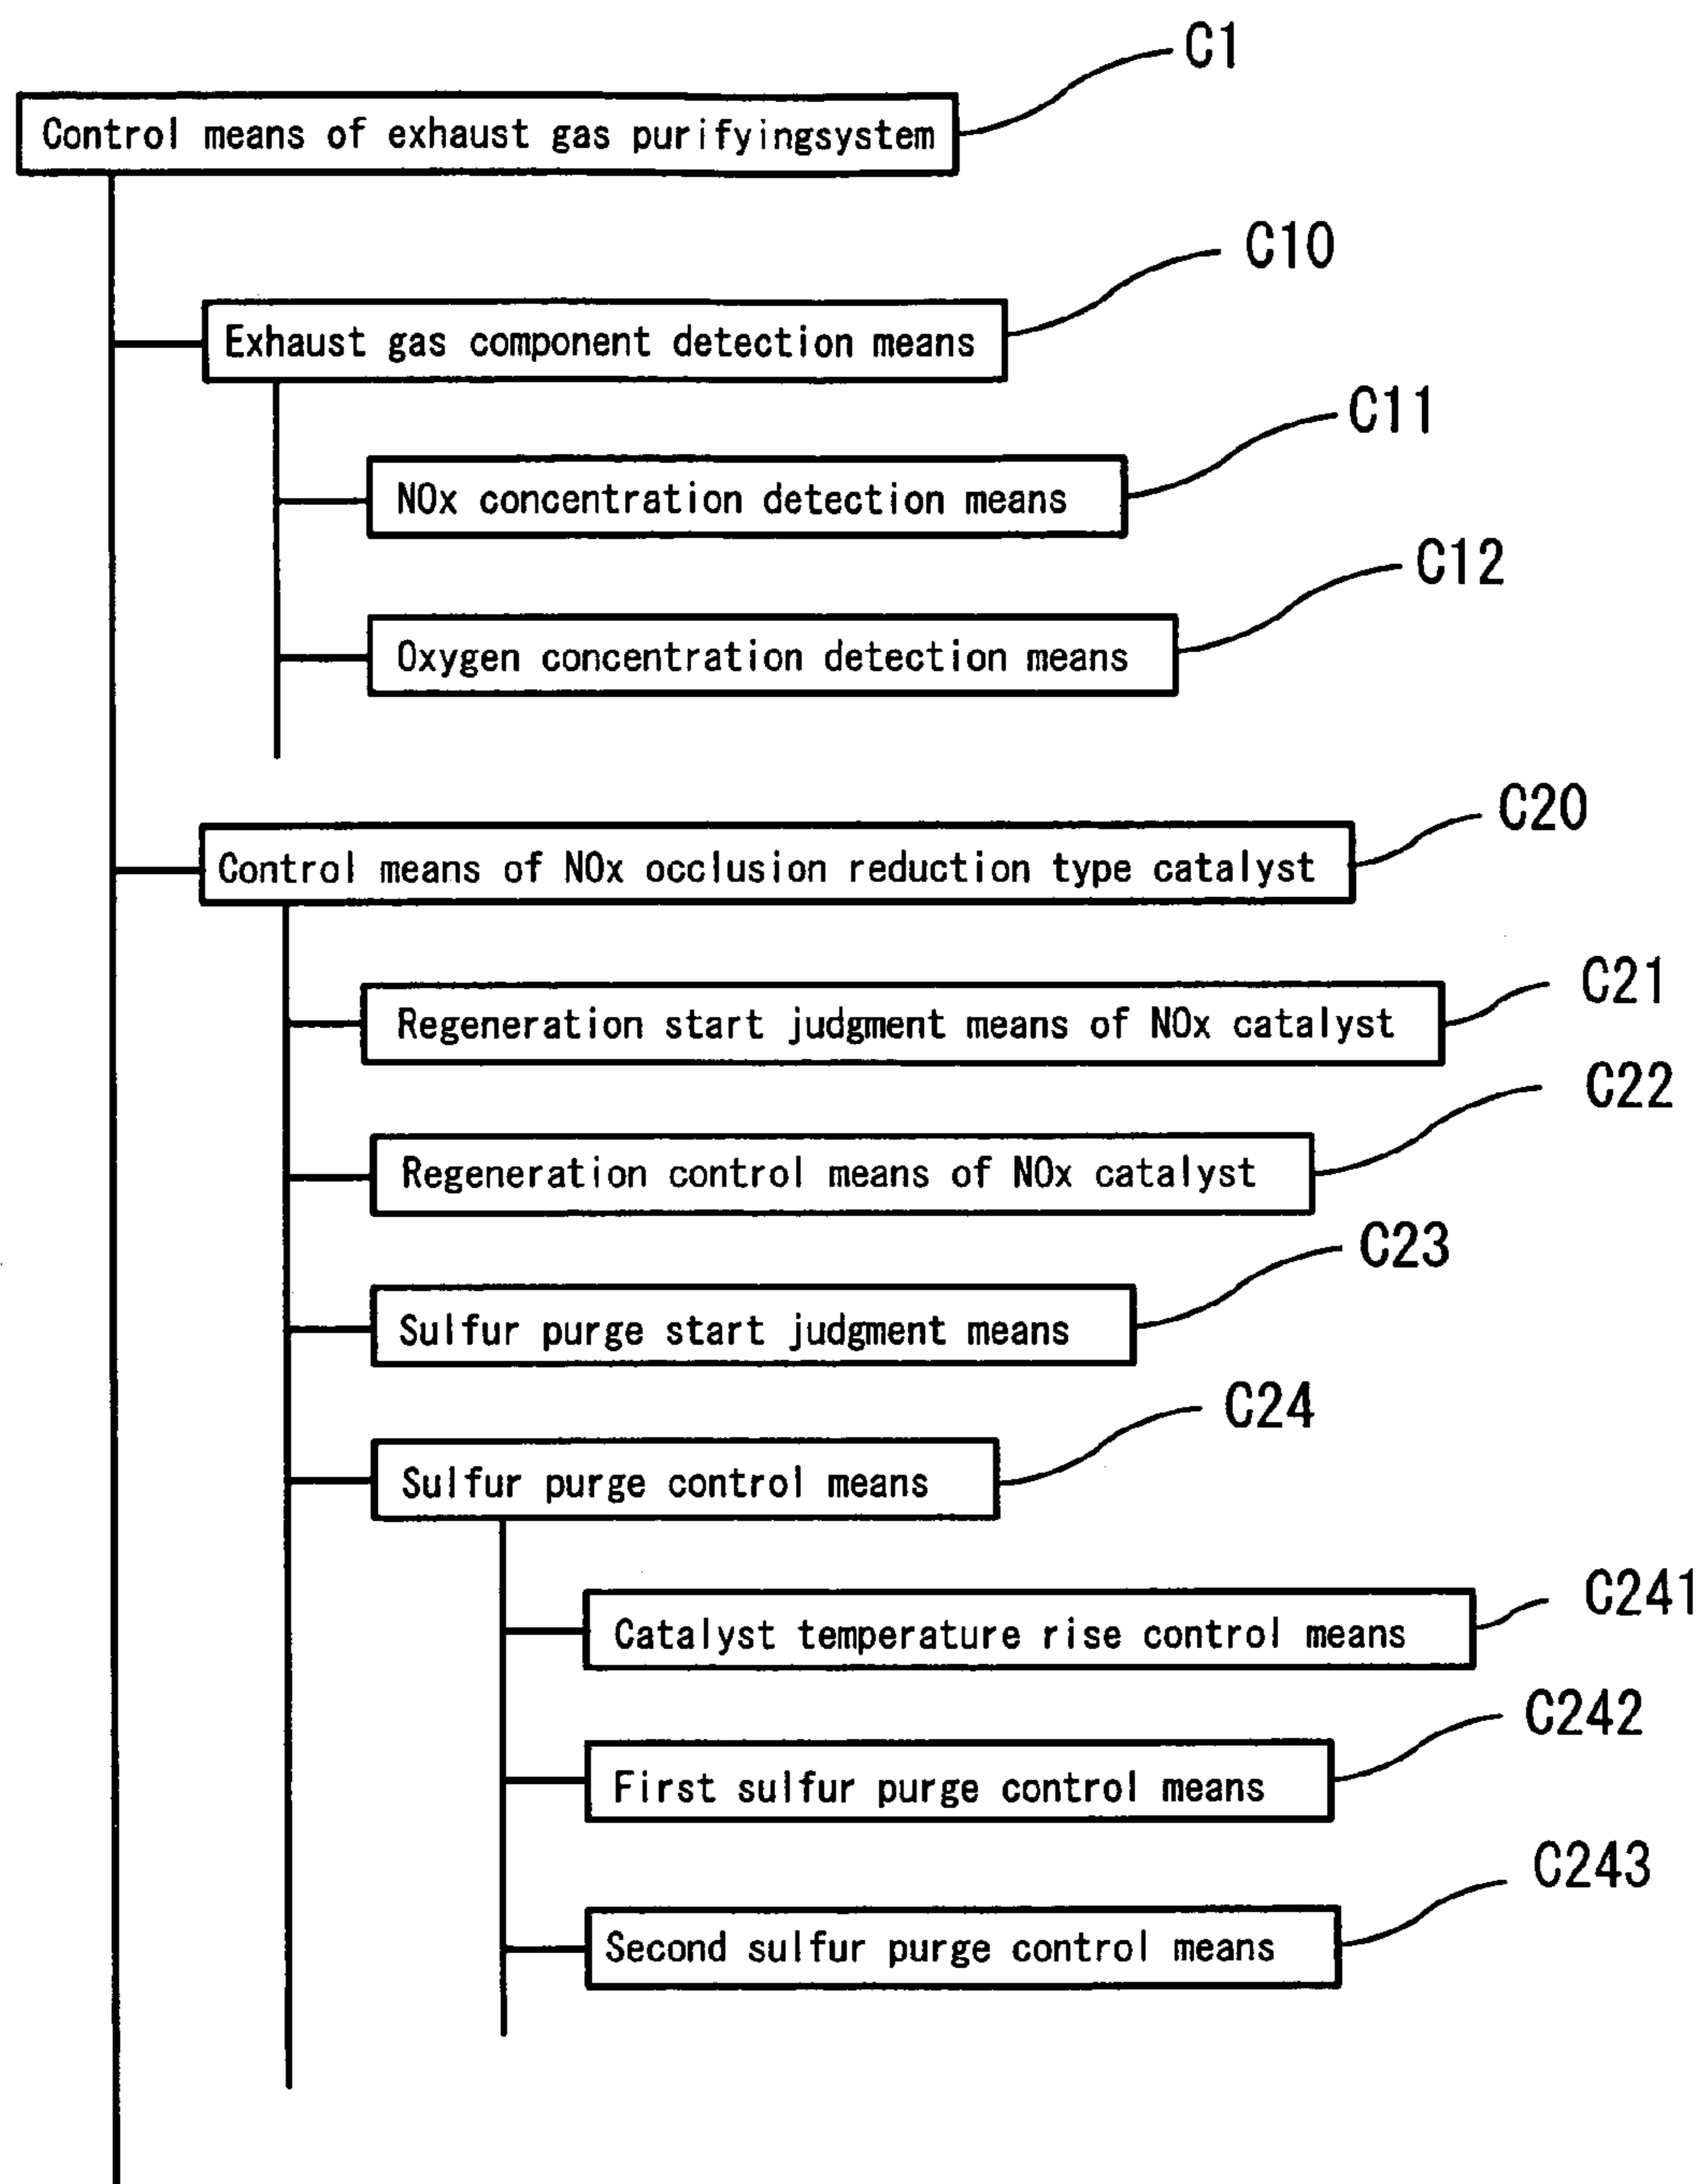 C1
Control means of exhaust gas purifyingsystem
C10
Exhaust gas component detection means
C11
NOx concentration detection means
C12
Oxygen concentration detection means
C20
Control means of NOx occlusion reduction type catalyst
C21
Regeneration start judgment means of NOx catalyst
C22
Regeneration control means of NOx catalyst
C23
Sulfur purge start judgment means
C24
Sulfur purge control means
C241
Catalyst temperature rise control means
C242
First sulfur purge control means
C243
Second sulfur purge control means